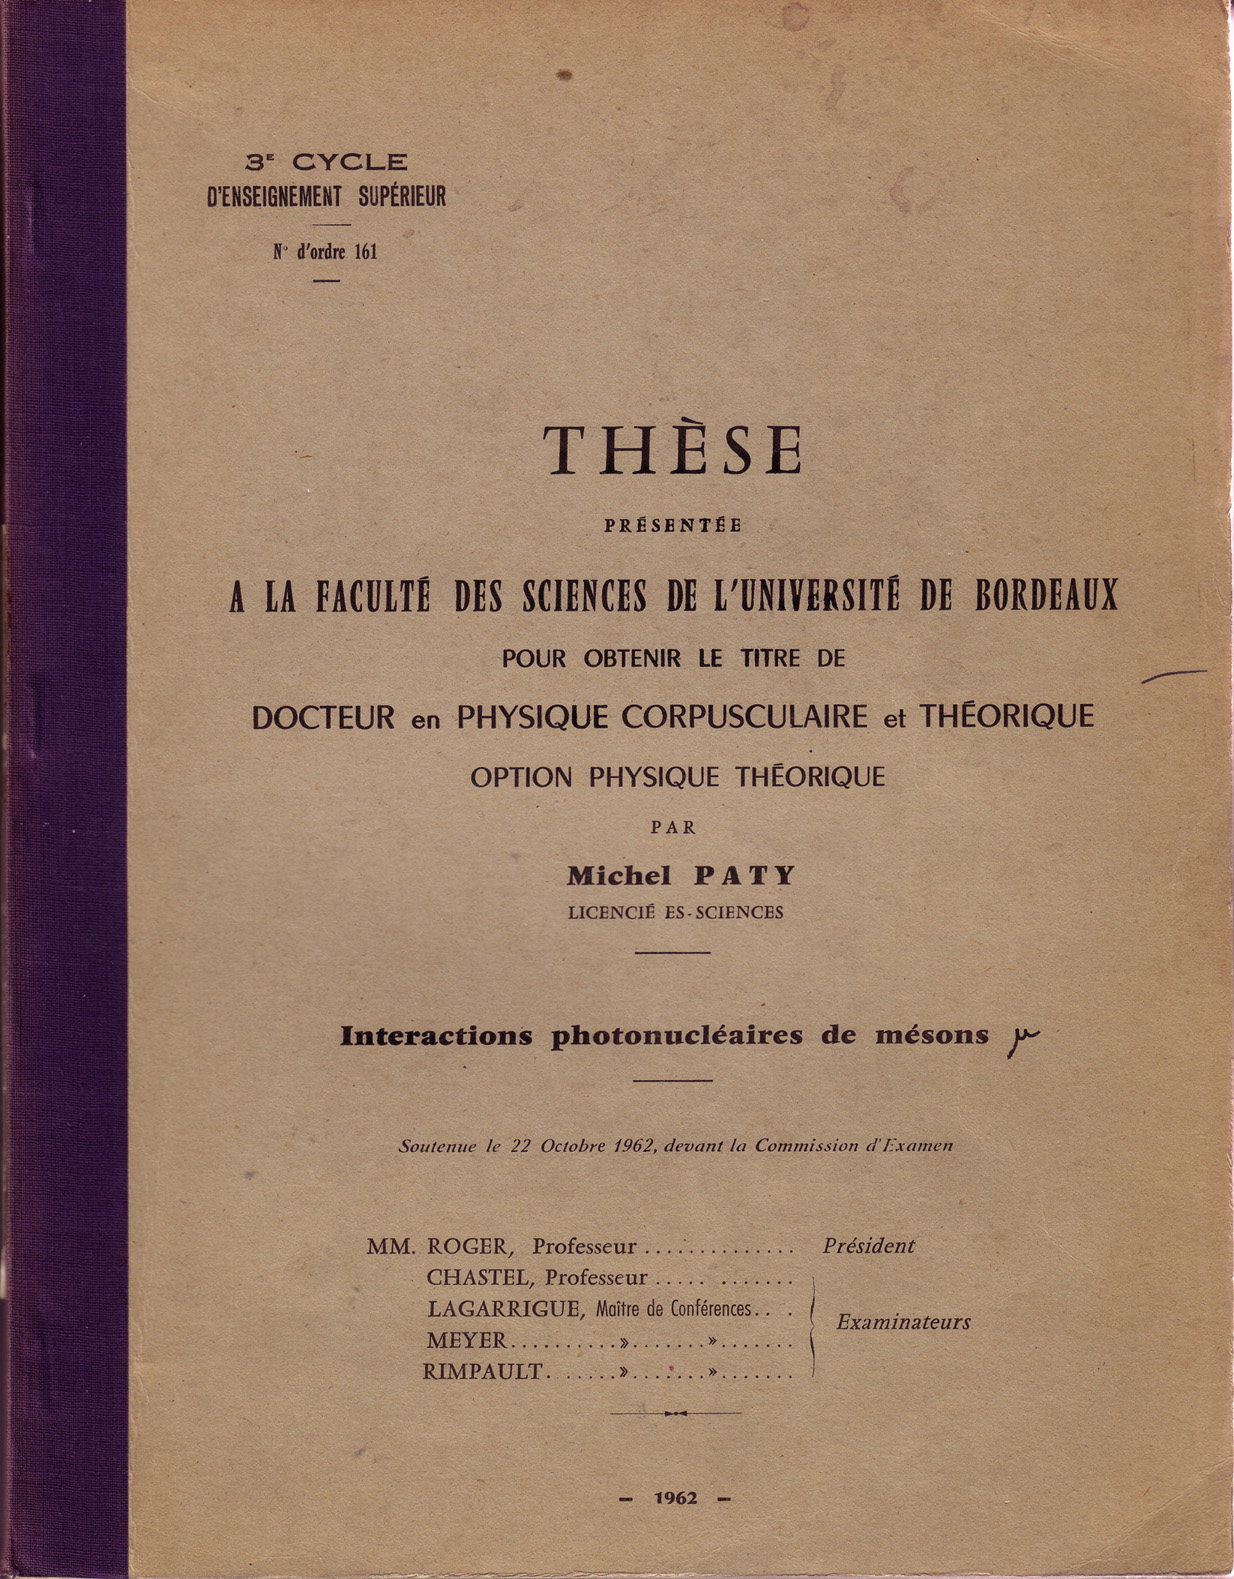 3ᴱ CYCLE
D'ENSEIGNEMENT SUPÉRIEUR
N° d'ordre 161
THÈSE
PRÉSENTÉE
A LA FACULTÉ DES SCIENCES DE L'UNIVERSITÉ DE BORDEAUX
POUR OBTENIR LE TITRE DE
DOCTEUR en PHYSIQUE CORPUSCULAIRE et THÉORIQUE
OPTION PHYSIQUE THÉORIQUE
PAR
Michel PATY
LICENCIÉ ES-SCIENCES
Interactions photonucléaires de mésons μ
Soutenue le 22 Octobre 1962, devant la Commission d'Examen
MM. ROGER, Professeur .............. Président
CHASTEL, Professeur ..... .......
LAGARRIGUE, Maître de Conférences.. .
Examinateurs
MEYER..........».......».......
RIMPAULT. ......».......».......
– 1962 –